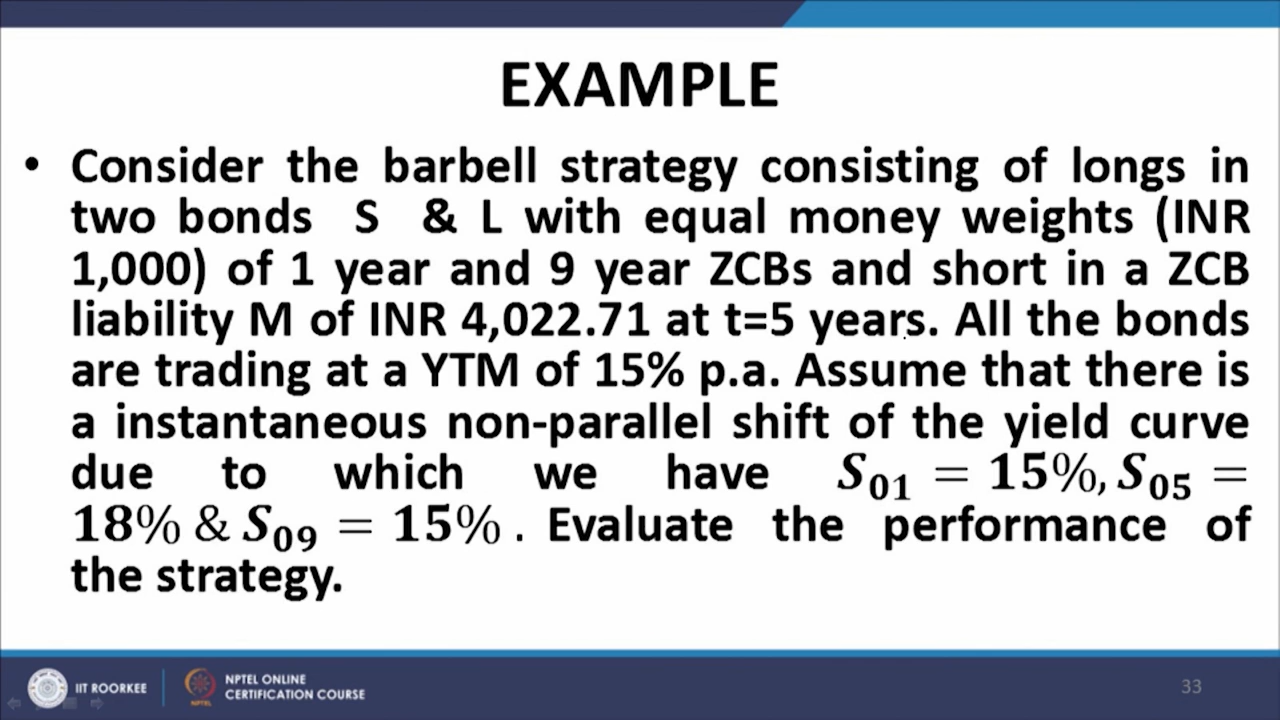 EXAMPLE
• Consider the barbell strategy consisting of longs in
two bonds S & L with equal money weights (INR
1,000) of 1 year and 9 year ZCBs and short in a ZCB
liability M of INR 4,022.71 at t=5 years. All the bonds
are trading at a YTM of 15% p.a. Assume that there is
a instantaneous non-parallel shift of the yield curve
due to which we have S₀₁ = 15%, S₀₅ =
18% & S₀₉ = 15% . Evaluate the performance of
the strategy.
IIT ROORKEE
NPTEL ONLINE
CERTIFICATION COURSE
NPTEL
33